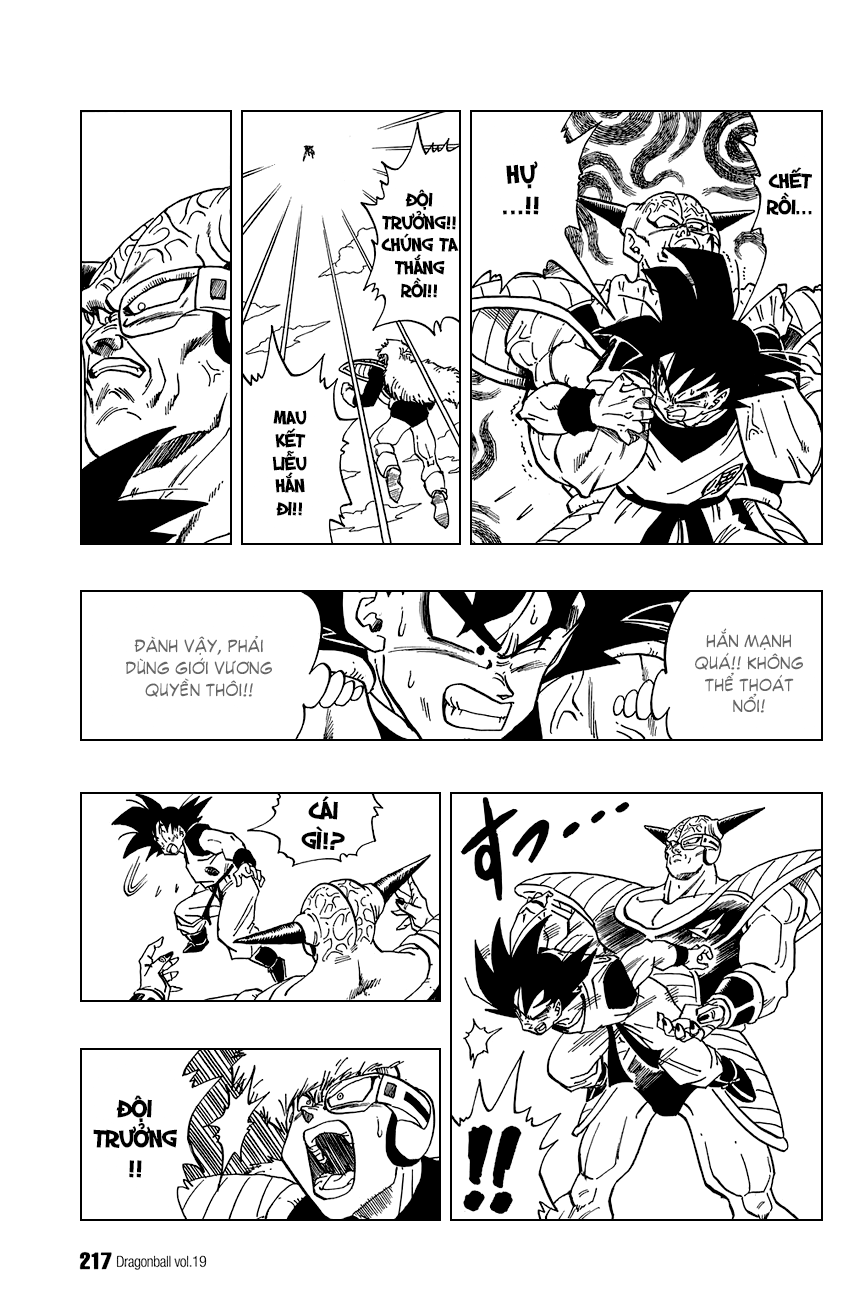 CHẾT
RỒI...
HỰ
...!!
ĐỘI
TRƯỞNG!!
CHÚNG TA
THẮNG
RỒI!!
MAU
KẾT
LIỄU
HẮN
ĐI!!
HẮN MẠNH
QUÁ!! KHÔNG
THỂ THOÁT
NỔI!
ĐÀNH VẬY, PHẢI
DÙNG GIỚI VƯƠNG
QUYỀN THÔI!!
すっ...
!!
CÁI
GÌ!?
ĐỘI
TRƯỞNG
!!
217 Dragonball vol.19